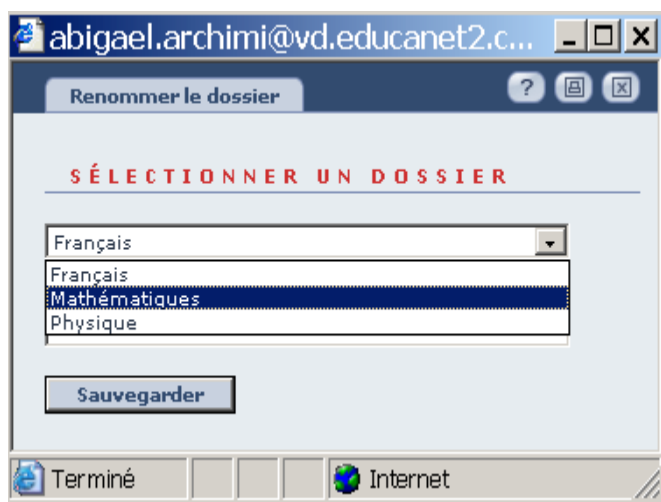 abigael.archimi@vd.educanet2.c...
Renommer le dossier
?
SÉLECTIONNER UN DOSSIER
Français
Français
Mathématiques
Physique
Sauvegarder
Terminé
Internet